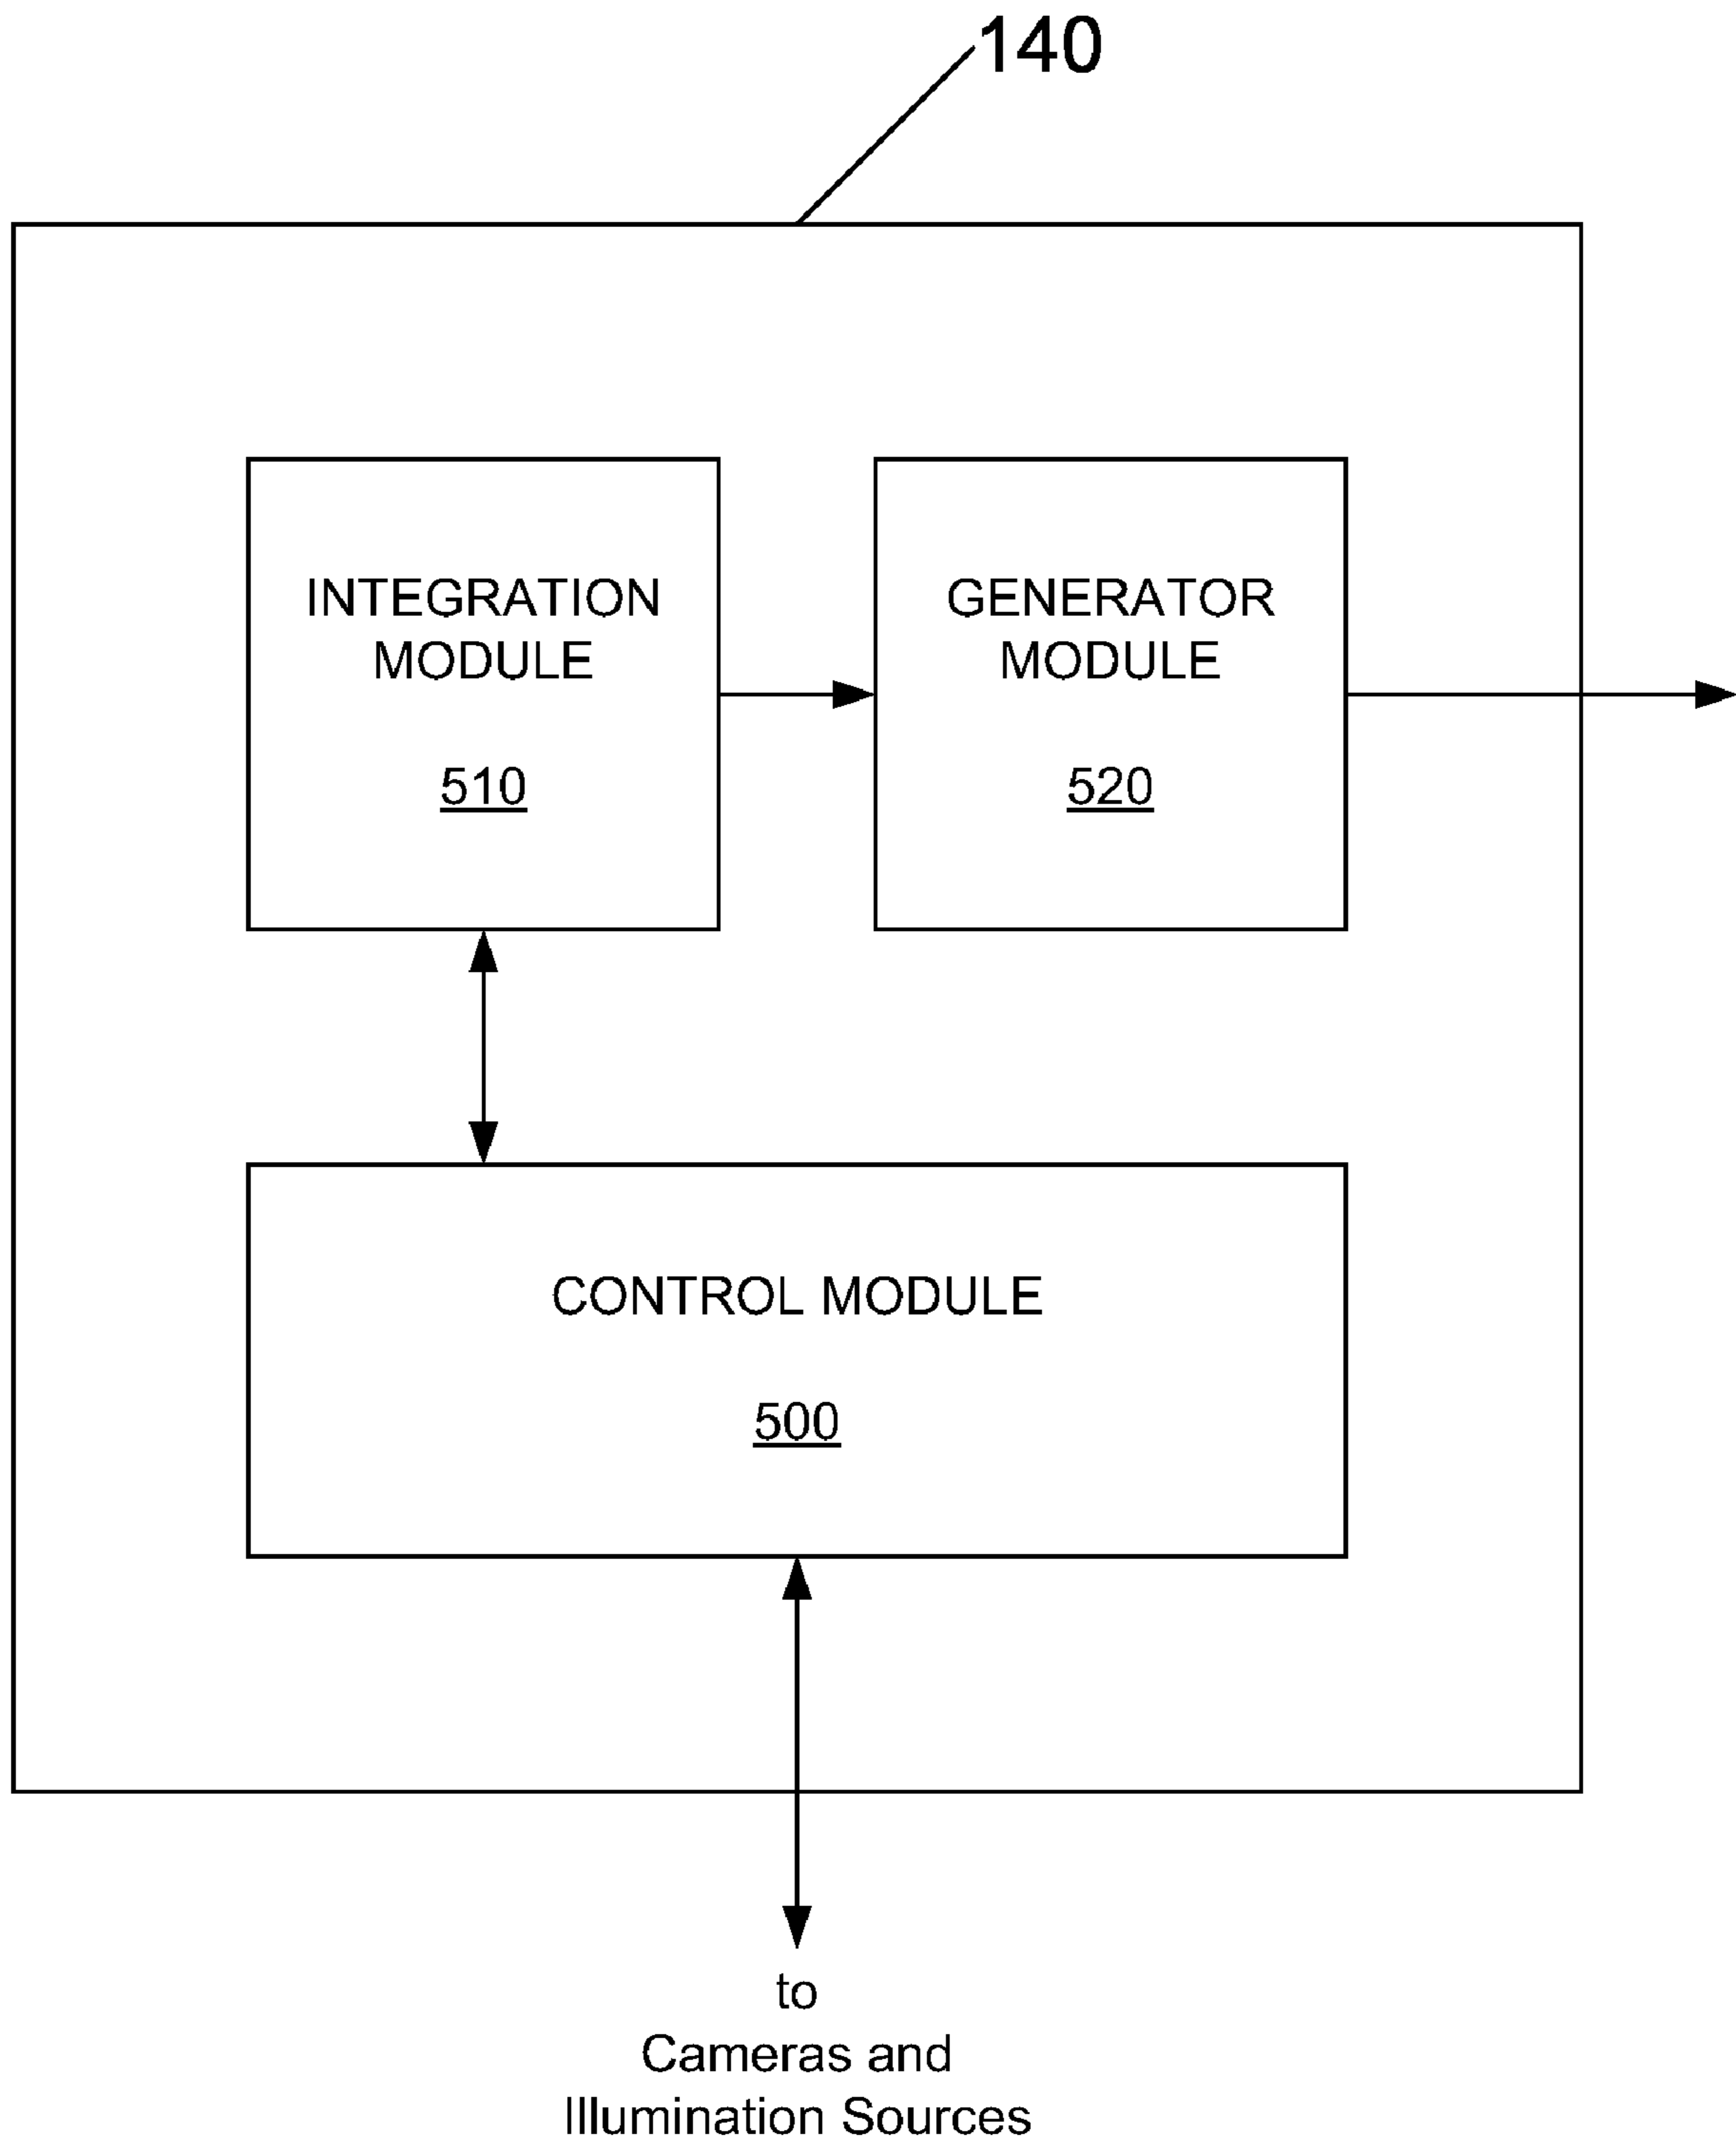 140
INTEGRATION
MODULE
510
GENERATOR
MODULE
520
CONTROL MODULE
500
to
Cameras and
Illumination Sources